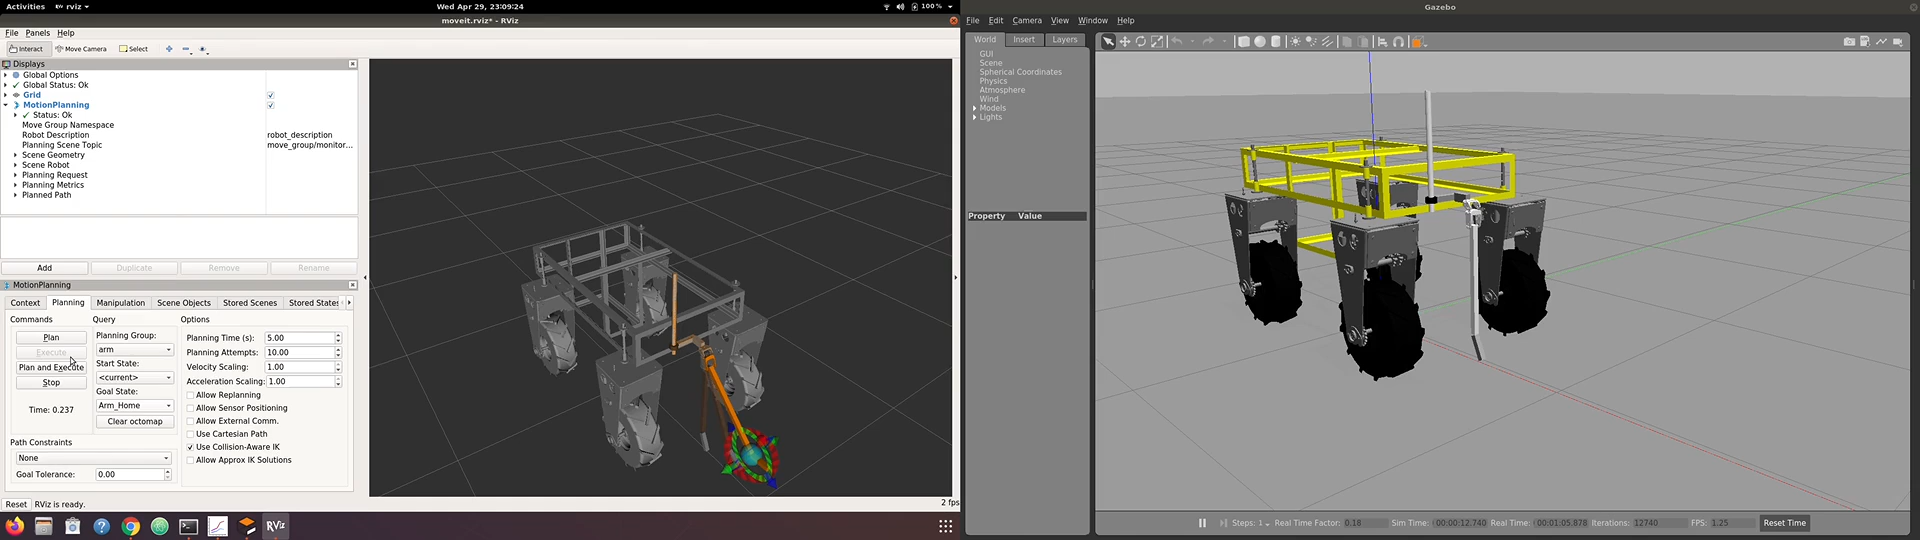 Activities rviz Wed Apr 29, 23:09:24 100%
moveit.rviz* - RViz
File Panels Help
Interact Move Camera Select
Displays
Global Options
Global Status: Ok
Grid
MotionPlanning
Status: Ok
Move Group Namespace
Robot Description robot_description
Planning Scene Topic move_group/monitor...
Scene Geometry
Scene Robot
Planning Request
Planning Metrics
Planned Path
Add Duplicate Remove Rename
MotionPlanning
Context Planning Manipulation Scene Objects Stored Scenes Stored States
Commands Query Options
Plan
Execute
Plan and Execute
Stop
Time: 0.237
Planning Group:
arm
Start State:
<current>
Goal State:
Arm_Home
Clear octomap
Planning Time (s): 5.00
Planning Attempts: 10.00
Velocity Scaling: 1.00
Acceleration Scaling: 1.00
Allow Replanning
Allow Sensor Positioning
Allow External Comm.
Use Cartesian Path
Use Collision-Aware IK
Allow Approx IK Solutions
Path Constraints
None
Goal Tolerance: 0.00
Reset RViz is ready.
2 fps
RViz
Gazebo
File Edit Camera View Window Help
World Insert Layers
GUI
Scene
Spherical Coordinates
Physics
Atmosphere
Wind
Models
Lights
Property Value
Steps: 1 Real Time Factor: 0.18 Sim Time: 00:00:12.740 Real Time: 00:01:05.878 Iterations: 12740 FPS: 1.25 Reset Time